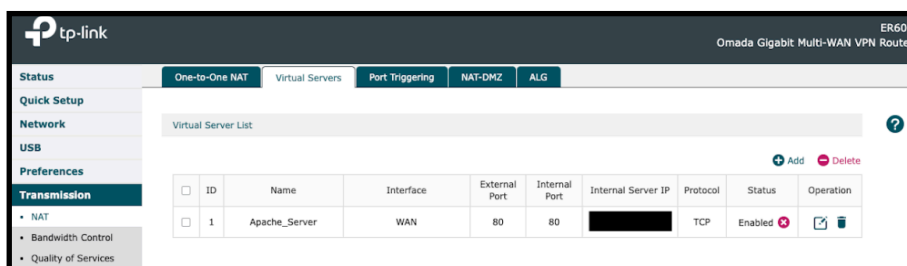 tp-link
ER60
Omada Gigabit Multi-WAN VPN Route
Status
Quick Setup
Network
USB
Preferences
Transmission
NAT
Bandwidth Control
Quality of Services
One-to-One NAT Virtual Servers Port Triggering NAT-DMZ ALG
Virtual Server List
?
Add Delete
ID Name Interface External Port Internal Port Internal Server IP Protocol Status Operation
1 Apache_Server WAN 80 80 TCP Enabled